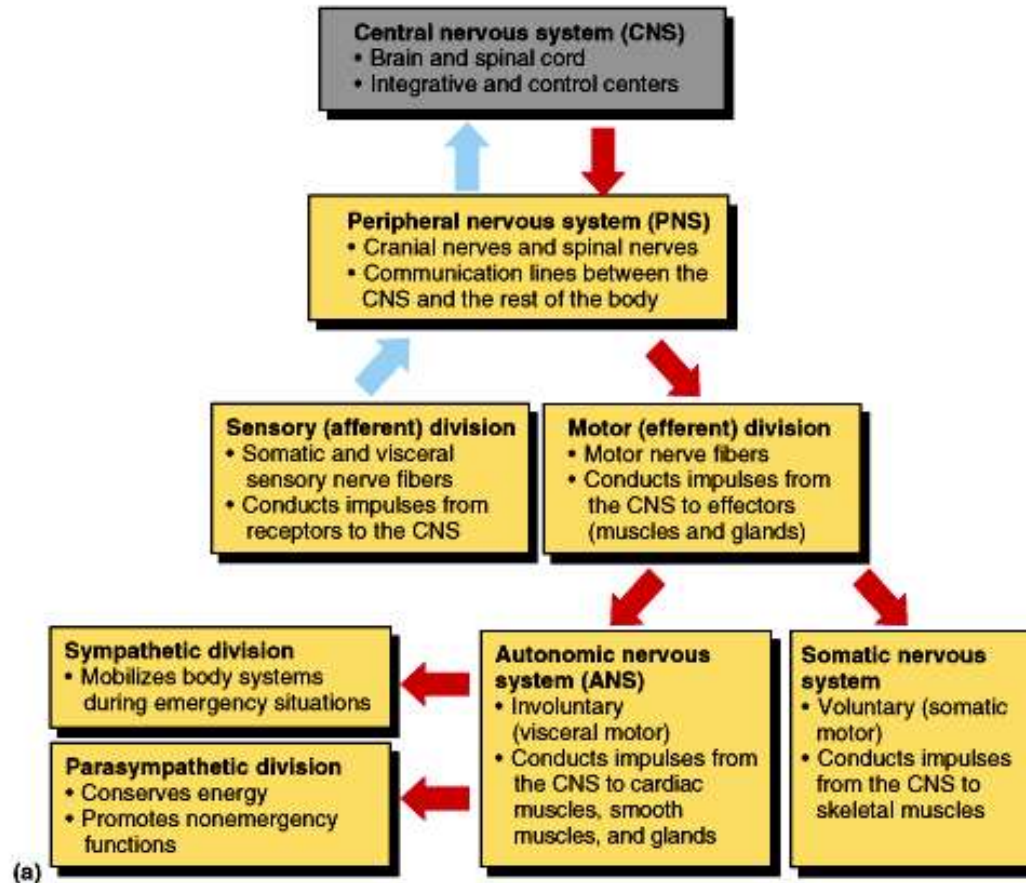 Central nervous system (CNS)
• Brain and spinal cord
• Integrative and control centers
Peripheral nervous system (PNS)
• Cranial nerves and spinal nerves
• Communication lines between the
CNS and the rest of the body
Sensory (afferent) division
• Somatic and visceral
sensory nerve fibers
• Conducts impulses from
receptors to the CNS
Motor (efferent) division
• Motor nerve fibers
• Conducts impulses from
the CNS to effectors
(muscles and glands)
Sympathetic division
• Mobilizes body systems
during emergency situations
Parasympathetic division
• Conserves energy
• Promotes nonemergency
functions
Autonomic nervous
system (ANS)
• Involuntary
(visceral motor)
• Conducts impulses from
the CNS to cardiac
muscles, smooth
muscles, and glands
Somatic nervous
system
• Voluntary (somatic
motor)
• Conducts impulses
from the CNS to
skeletal muscles
(a)